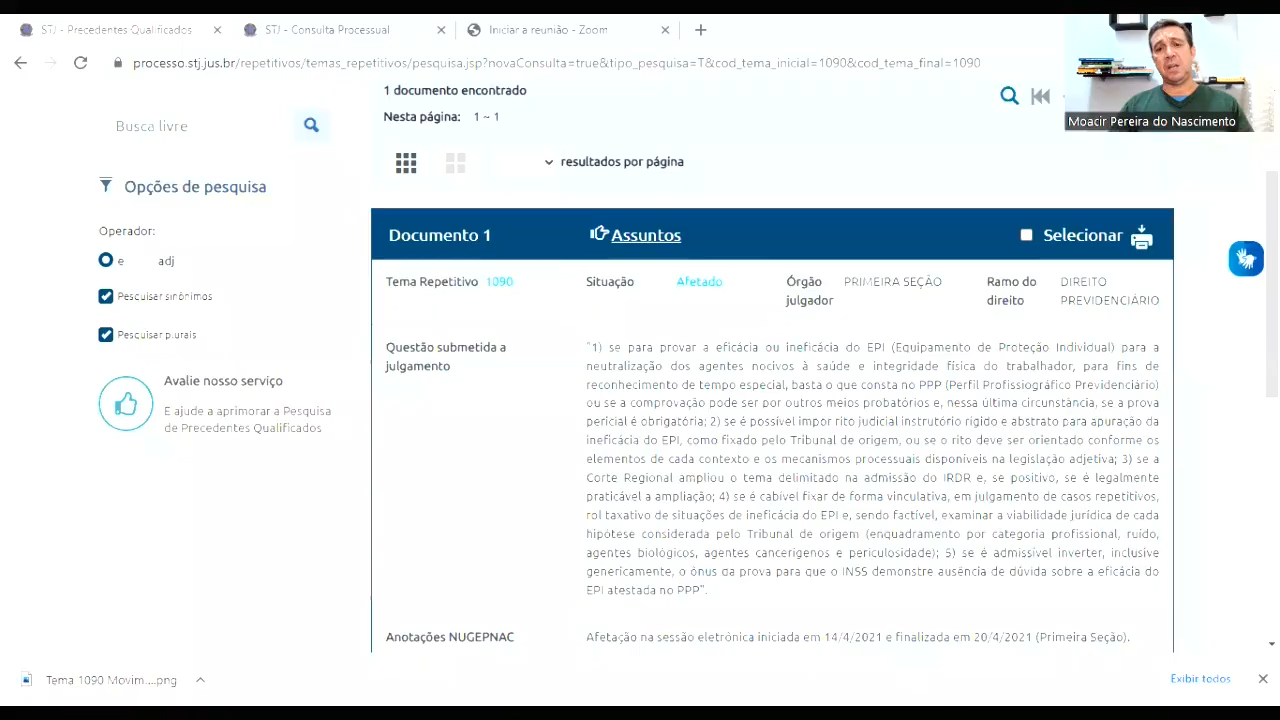 STJ - Precedentes Qualificados
STJ - Consulta Processual
Iniciar a reunião - Zoom
processo.stj.jus.br/repetitivos/temas_repetitivos/pesquisa.jsp?novaConsulta=true&tipo_pesquisa=T&cod_tema_inicial=1090&cod_tema_final=1090
Moacir Pereira do Nascimento
1 documento encontrado
Nesta página: 1 ~ 1
Busca livre
resultados por página
Opções de pesquisa
Operador:
e adj
Pesquisar sinônimos
Pesquisar plurais
Avalie nosso serviço
E ajude a aprimorar a Pesquisa
de Precedentes Qualificados
Documento 1 Assuntos Selecionar
Tema Repetitivo 1090 Situação Afetado Órgão julgador PRIMEIRA SEÇÃO Ramo do direito DIREITO PREVIDENCIÁRIO
Questão submetida a
julgamento
"1) se para provar a eficácia ou ineficácia do EPI (Equipamento de Proteção Individual) para a
neutralização dos agentes nocivos à saúde e integridade física do trabalhador, para fins de
reconhecimento de tempo especial, basta o que consta no PPP (Perfil Profissiográfico Previdenciário)
ou se a comprovação pode ser por outros meios probatórios e, nessa última circunstância, se a prova
pericial é obrigatória; 2) se é possível impor rito judicial instrutório rígido e abstrato para apuração da
ineficácia do EPI, como fixado pelo Tribunal de origem, ou se o rito deve ser orientado conforme os
elementos de cada contexto e os mecanismos processuais disponíveis na legislação adjetiva; 3) se a
Corte Regional ampliou o tema delimitado na admissão do IRDR e, se positivo, se é legalmente
praticável a ampliação; 4) se é cabível fixar de forma vinculativa, em julgamento de casos repetitivos,
rol taxativo de situações de ineficácia do EPI e, sendo factível, examinar a viabilidade jurídica de cada
hipótese considerada pelo Tribunal de origem (enquadramento por categoria profissional, ruído,
agentes biológicos, agentes cancerígenos e periculosidade); 5) se é admissível inverter, inclusive
genericamente, o ônus da prova para que o INSS demonstre ausência de dúvida sobre a eficácia do
EPI atestada no PPP".
Anotações NUGEPNAC
Afetação na sessão eletrônica iniciada em 14/4/2021 e finalizada em 20/4/2021 (Primeira Seção).
Tema 1090 Movim....png
Exibir todos